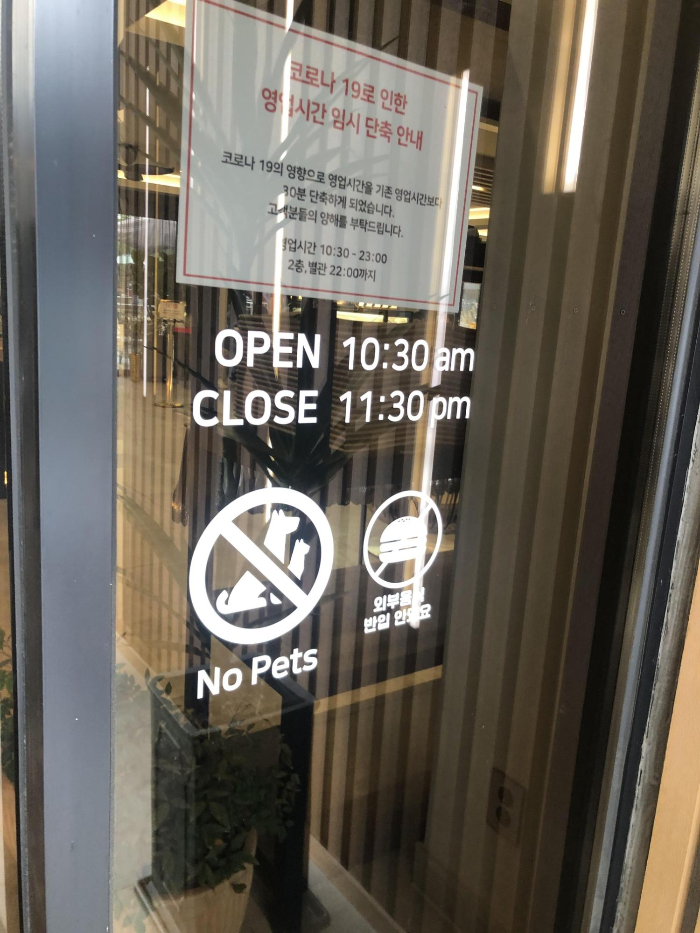 코로나 19로 인한
영업시간 임시 단축 안내
코로나 19의 영향으로 영업시간을 기존 영업시간보다
30분 단축하게 되었습니다.
고객분들의 양해를 부탁드립니다.
영업시간 10:30 - 23:00
2층,별관 22:00까지
OPEN 10:30 am
CLOSE 11:30 pm
No Pets
외부음식
반입 안돼요